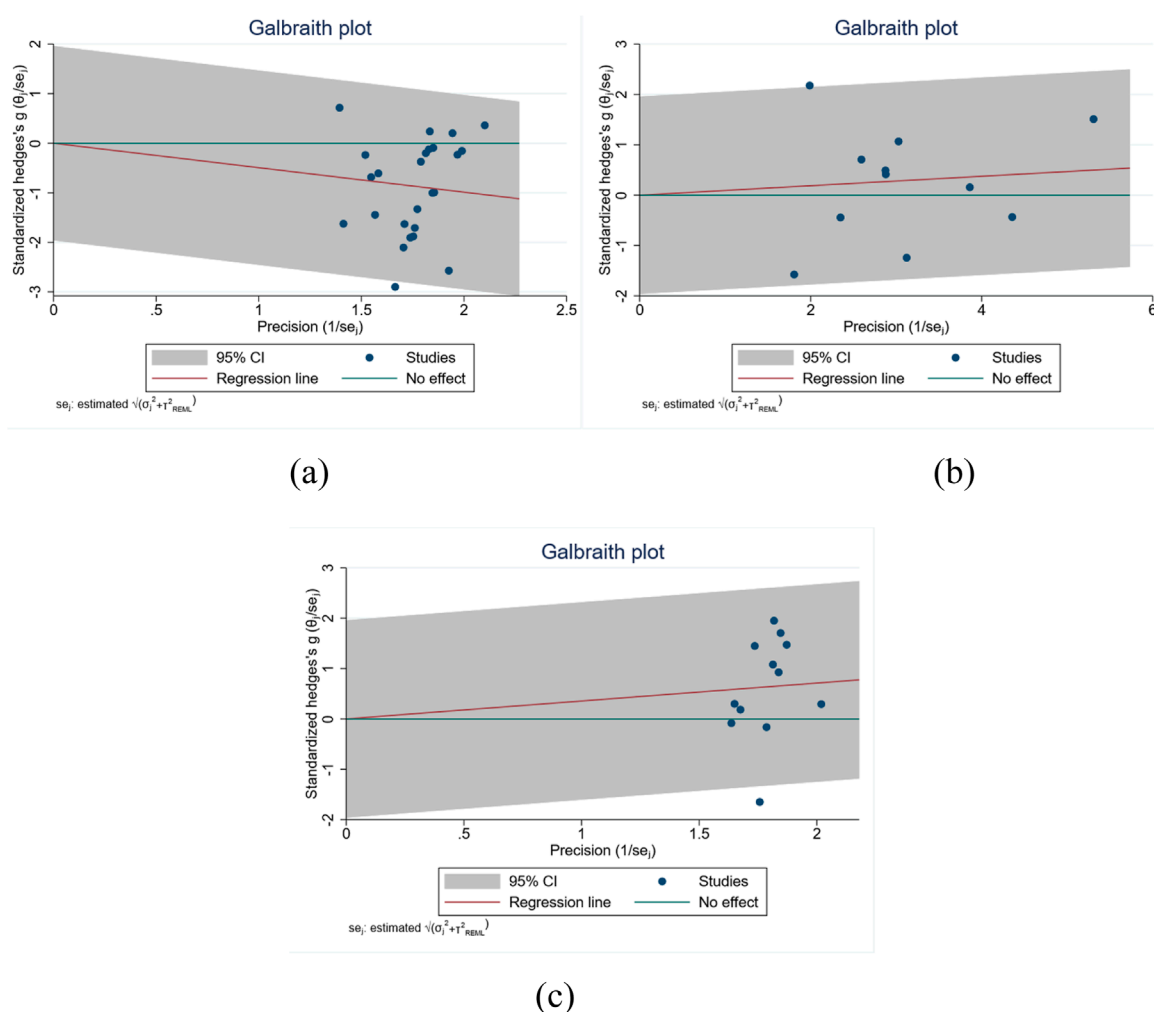 Galbraith plot
Standardized hedges's g (θj/sej)
2
1
0
-1
-2
-3
0
.5
1
1.5
2
2.5
Precision (1/sej)
95% CI
Studies
Regression line
No effect
sej: estimated √(σj²+τ²REML)
(a)
Galbraith plot
Standardized hedges's g (θj/sej)
3
2
1
0
-1
-2
0
2
4
6
Precision (1/sej)
95% CI
Studies
Regression line
No effect
sej: estimated √(σj²+τ²REML)
(b)
Galbraith plot
Standardized hedges's g (θj/sej)
3
2
1
0
-1
-2
0
.5
1
1.5
2
Precision (1/sej)
95% CI
Studies
Regression line
No effect
sej: estimated √(σj²+τ²REML)
(c)